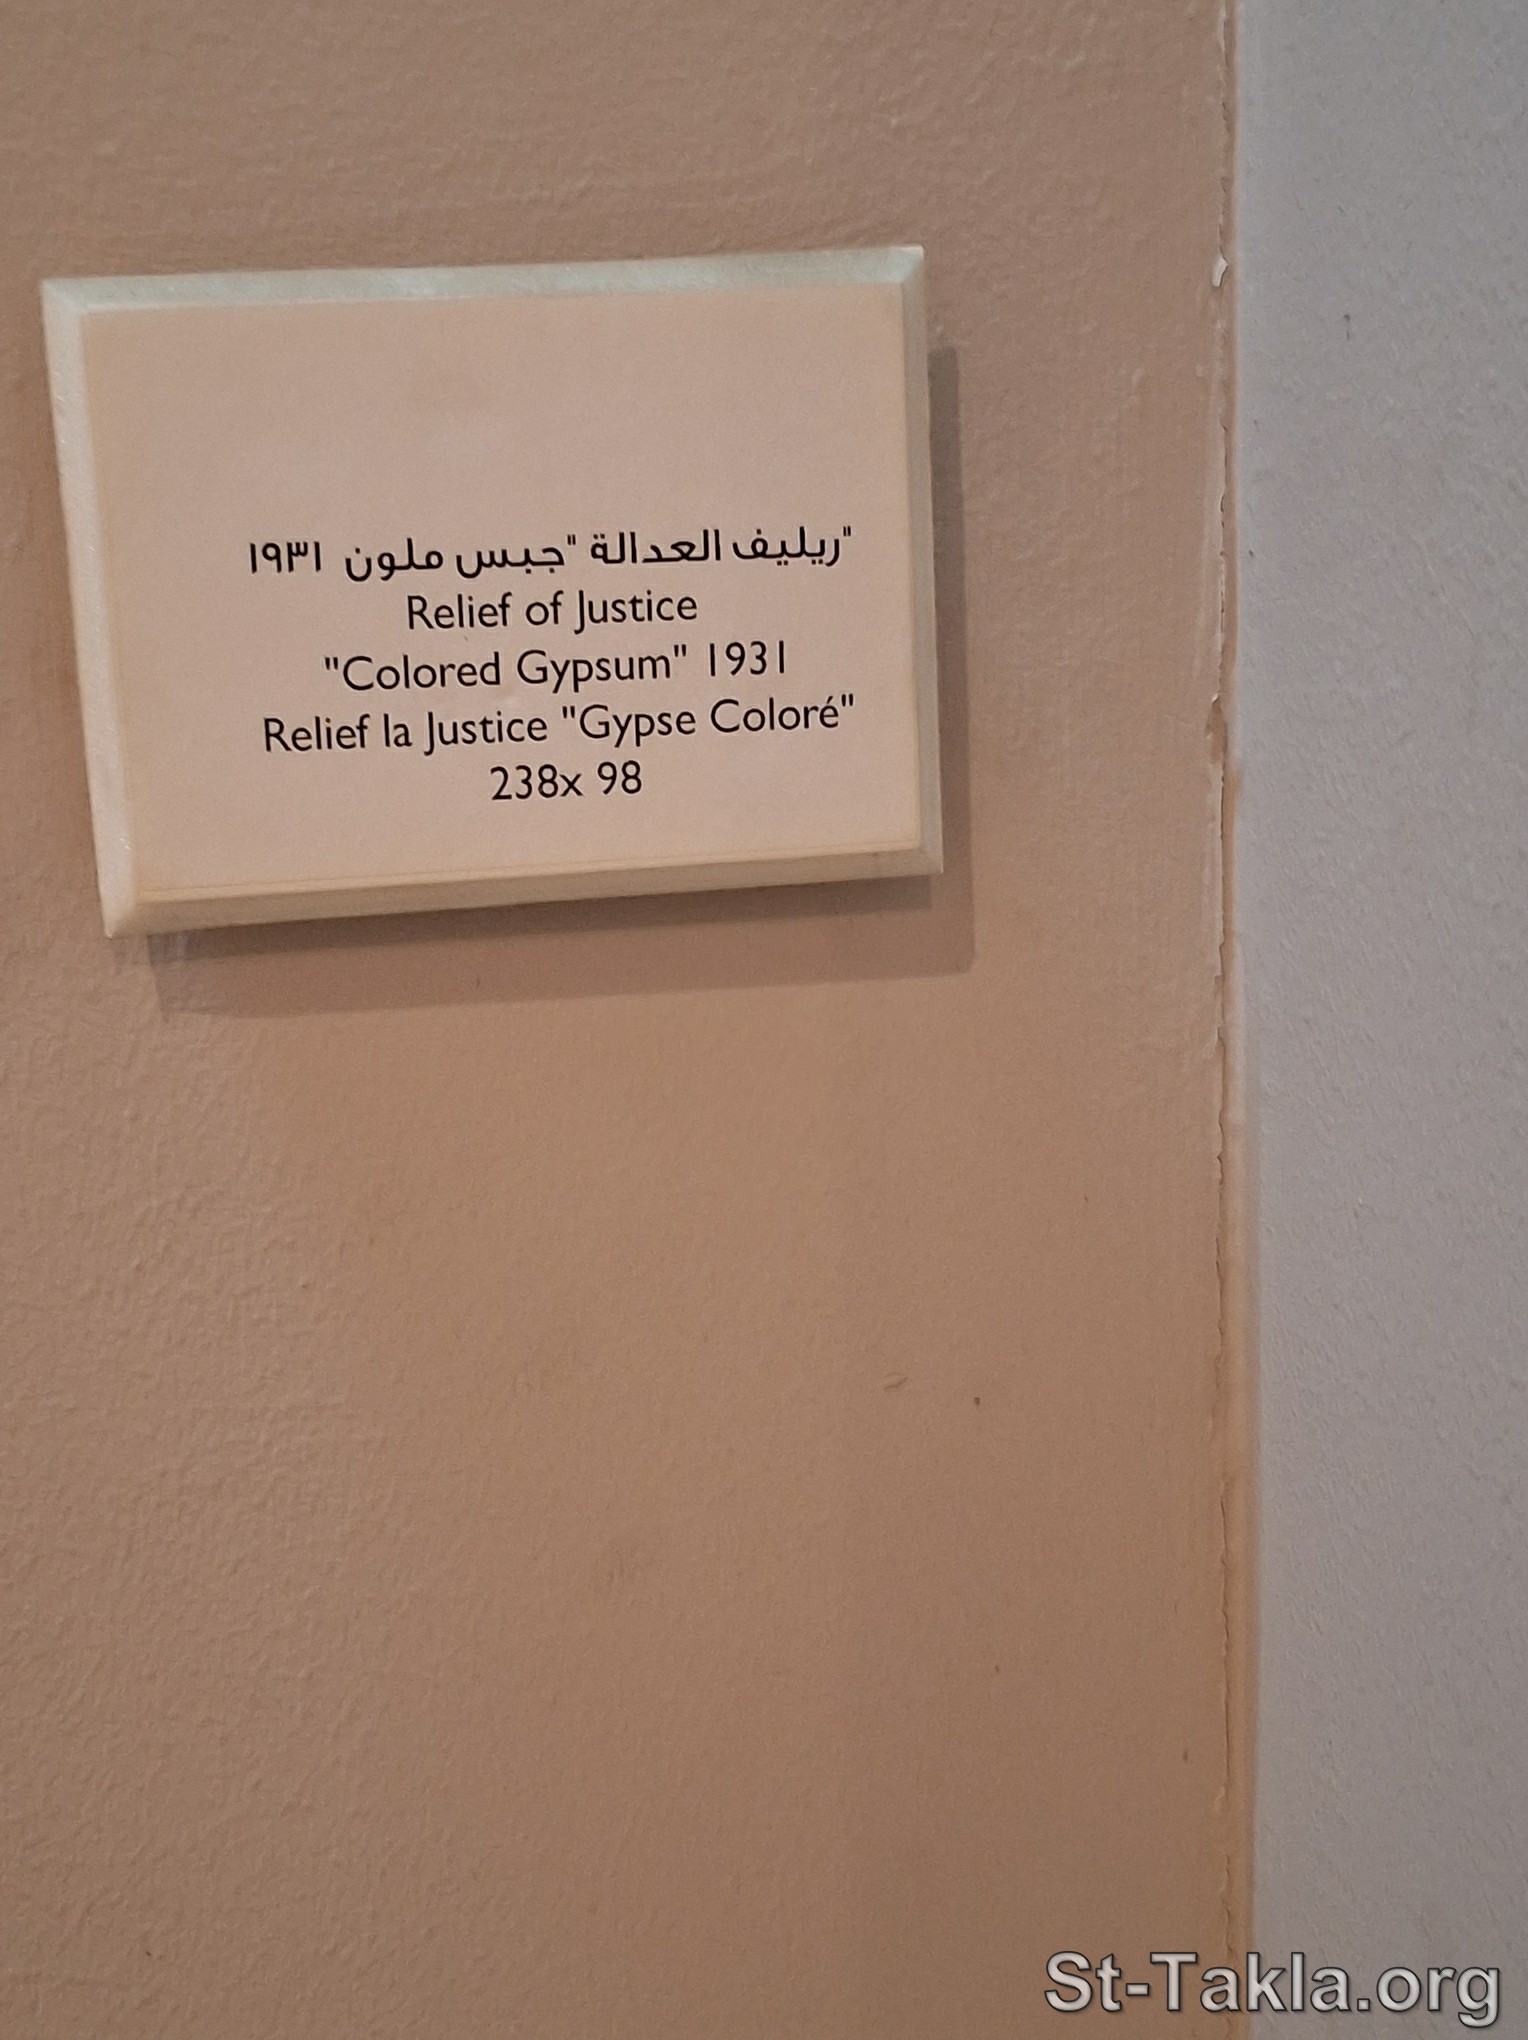 "ريليف العدالة "جبس ملون ١٩٣١
Relief of Justice
"Colored Gypsum" 1931
Relief la Justice "Gypse Coloré"
238x 98
St-Takla.org